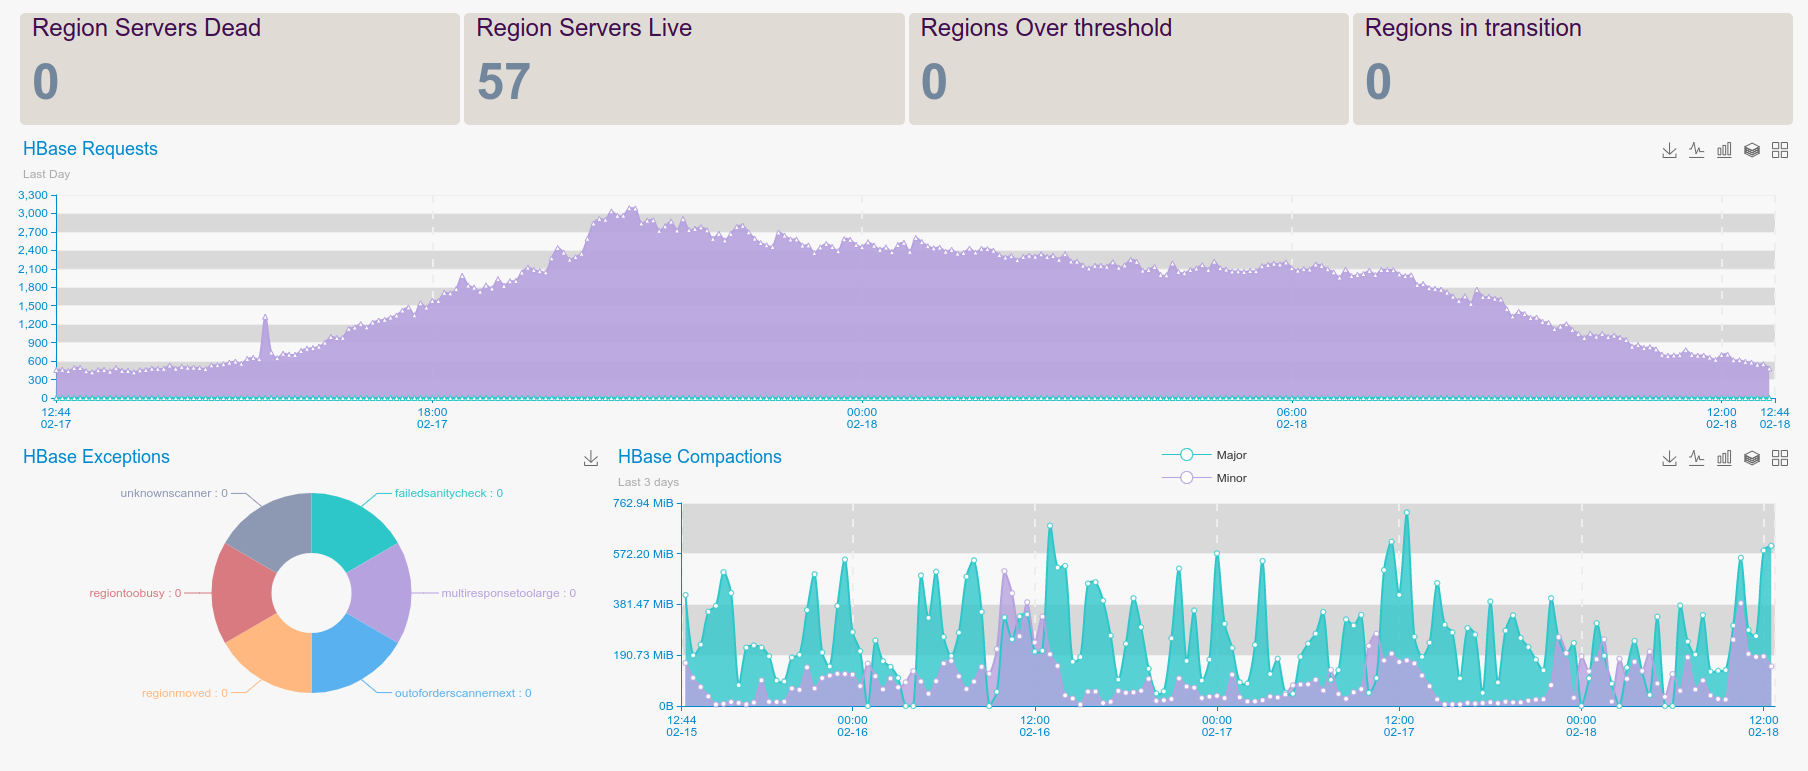 Region Servers Dead
0
Region Servers Live
57
Regions Over threshold
0
Regions in transition
0
HBase Requests
Last Day
3,300
3,000
2,700
2,400
2,100
1,800
1,500
1,200
900
600
300
0
12:44
02-17
18:00
02-17
00:00
02-18
06:00
02-18
12:00
02-18
12:44
02-18
HBase Exceptions
unknownscanner : 0
failedsanitycheck : 0
regiontoobusy : 0
multiresponsetoolarge : 0
regionmoved : 0
outoforderscannernext : 0
HBase Compactions
Last 3 days
Major
Minor
762.94 MiB
572.20 MiB
381.47 MiB
190.73 MiB
0B
12:44
02-15
00:00
02-16
12:00
02-16
00:00
02-17
12:00
02-17
00:00
02-18
12:00
02-18